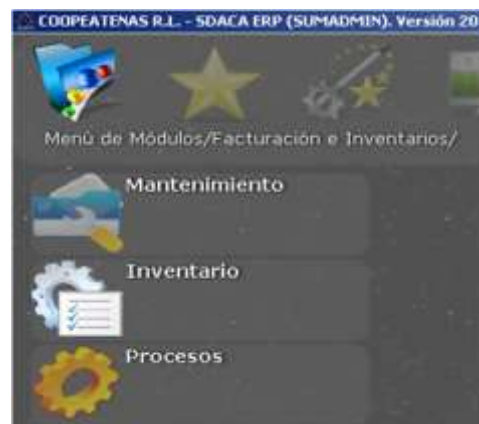 COOPEATENAS R.L. - SDACA ERP (SUMADMIN). Versión 20
Menú de Módulos/Facturación e Inventarios/
Mantenimiento
Inventario
Procesos